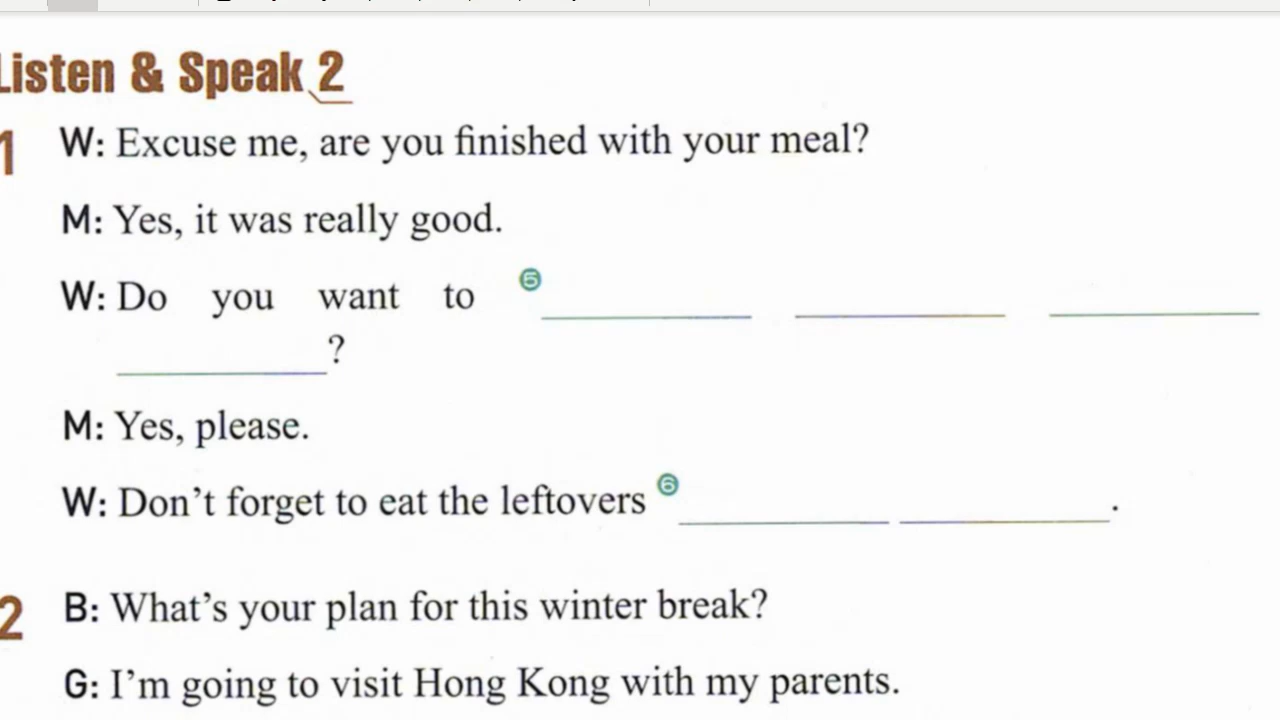 Listen & Speak 2
1 W: Excuse me, are you finished with your meal?
M: Yes, it was really good.
W: Do you want to ⑤ ________ ________ ________
________?
M: Yes, please.
W: Don't forget to eat the leftovers ⑥ ________ ________.
2 B: What's your plan for this winter break?
G: I'm going to visit Hong Kong with my parents.